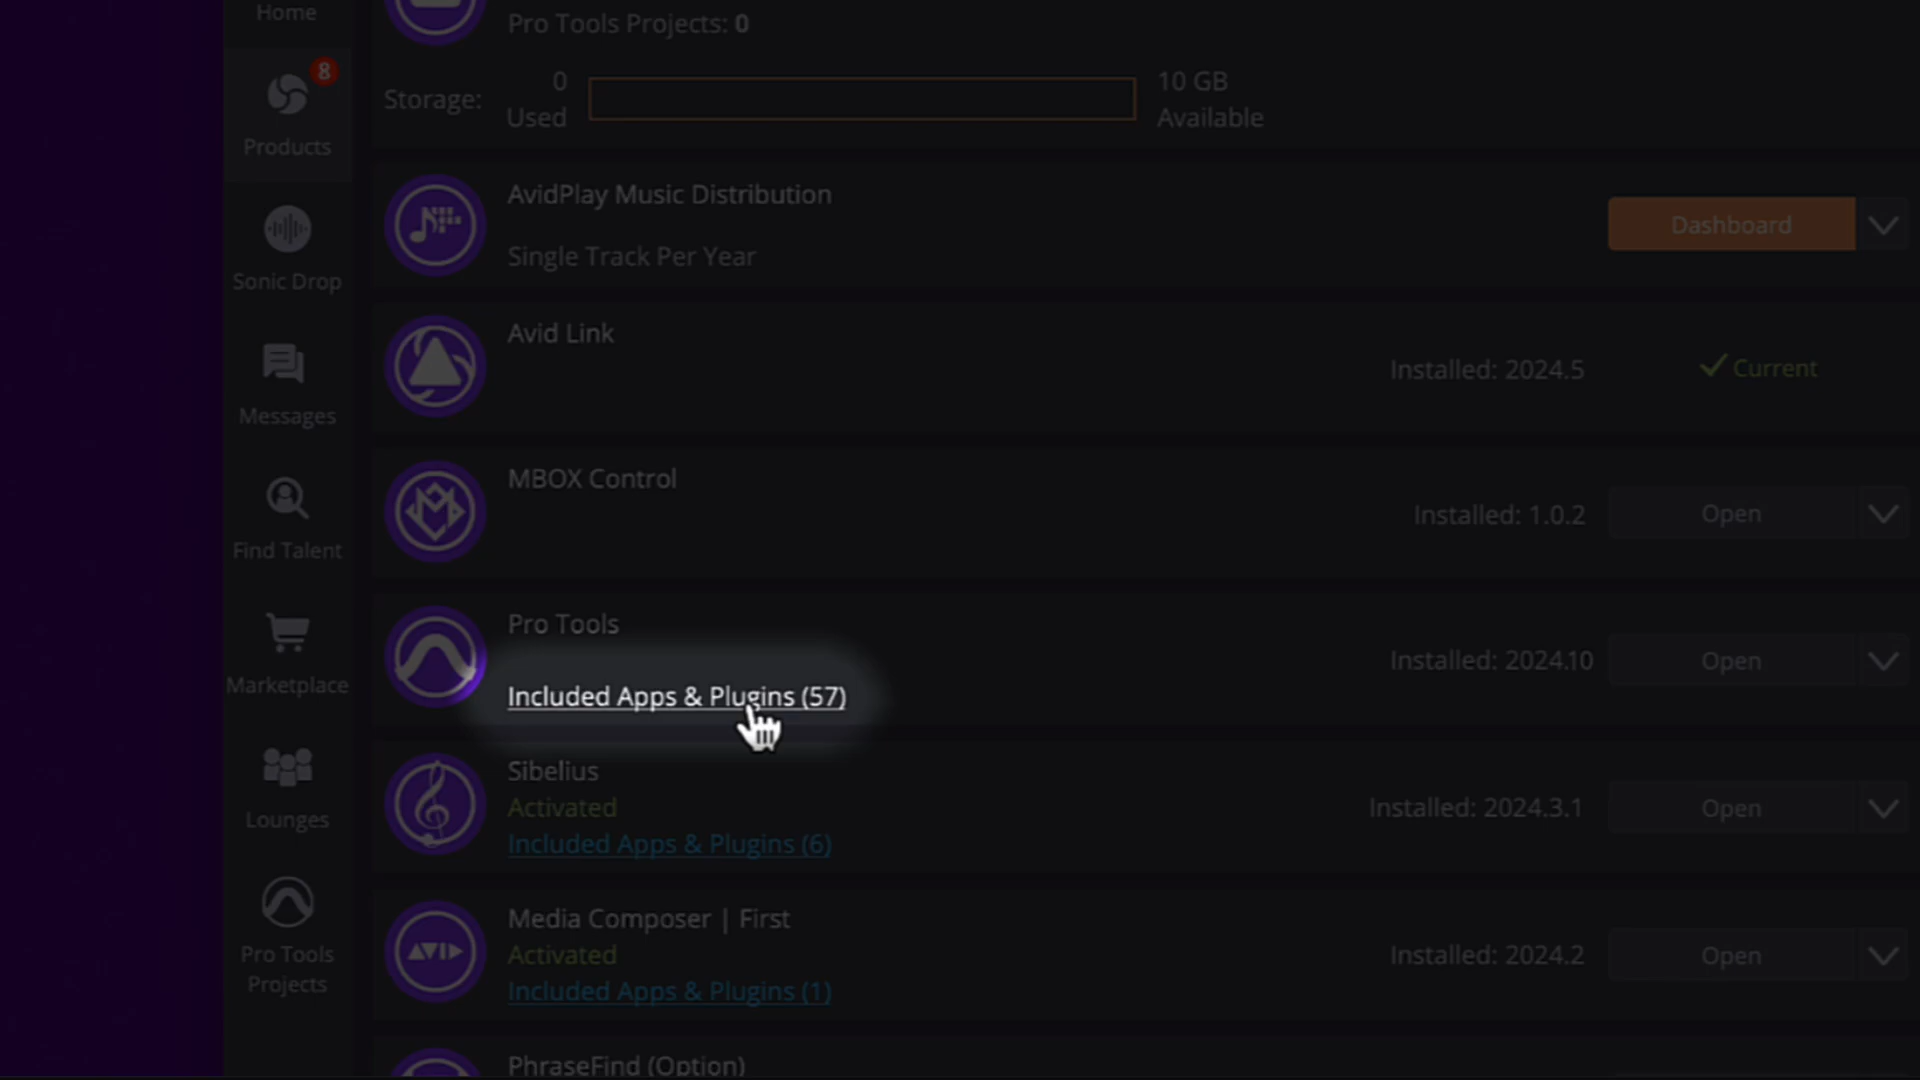 Home
8
Products
Sonic Drop
Messages
Find Talent
Marketplace
Lounges
Pro Tools
Projects
Pro Tools Projects: 0
Storage:
0
Used
10 GB
Available
AvidPlay Music Distribution
Single Track Per Year
Dashboard
Avid Link
Installed: 2024.5
Current
MBOX Control
Installed: 1.0.2
Open
Pro Tools
Included Apps & Plugins (57)
Installed: 2024.10
Open
Sibelius
Activated
Included Apps & Plugins (6)
Installed: 2024.3.1
Open
AVID
Media Composer | First
Activated
Included Apps & Plugins (1)
Installed: 2024.2
Open
PhraseFind (Option)